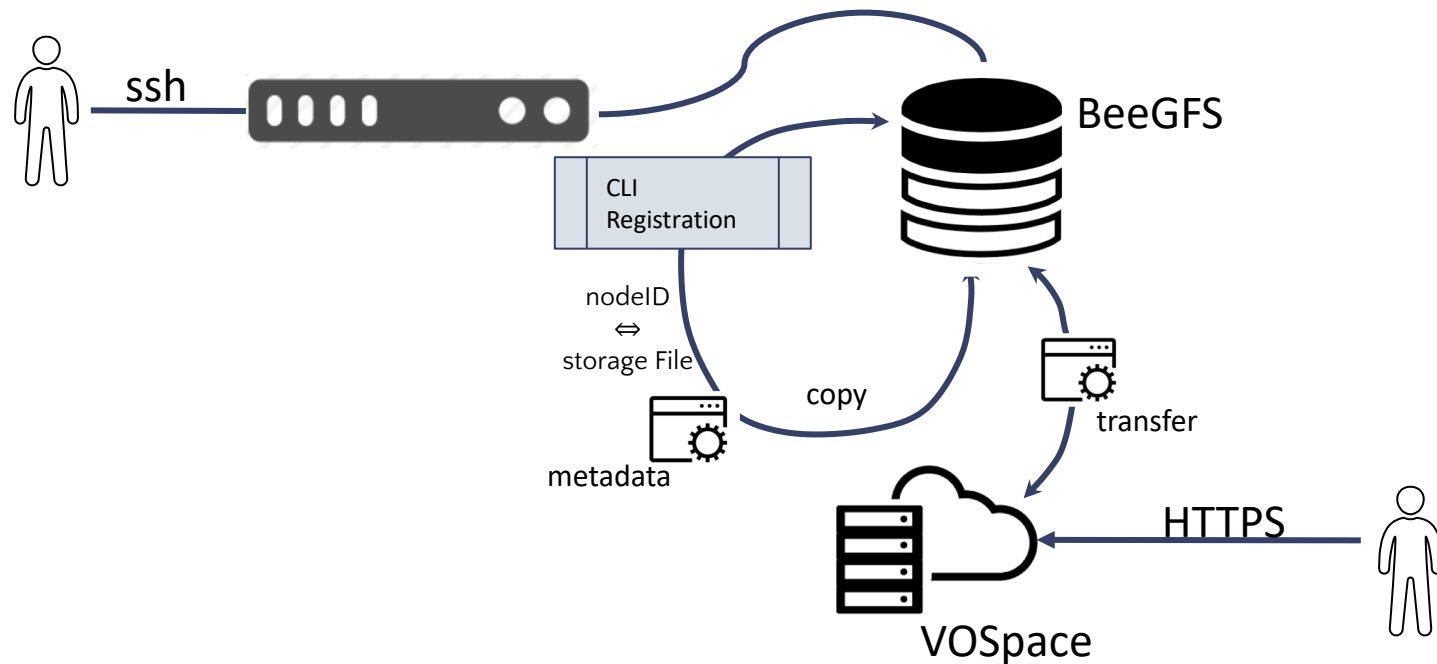 ssh
BeeGFS
CLI
Registration
nodeID
⇔
storage File
copy
transfer
metadata
HTTPS
VOSpace